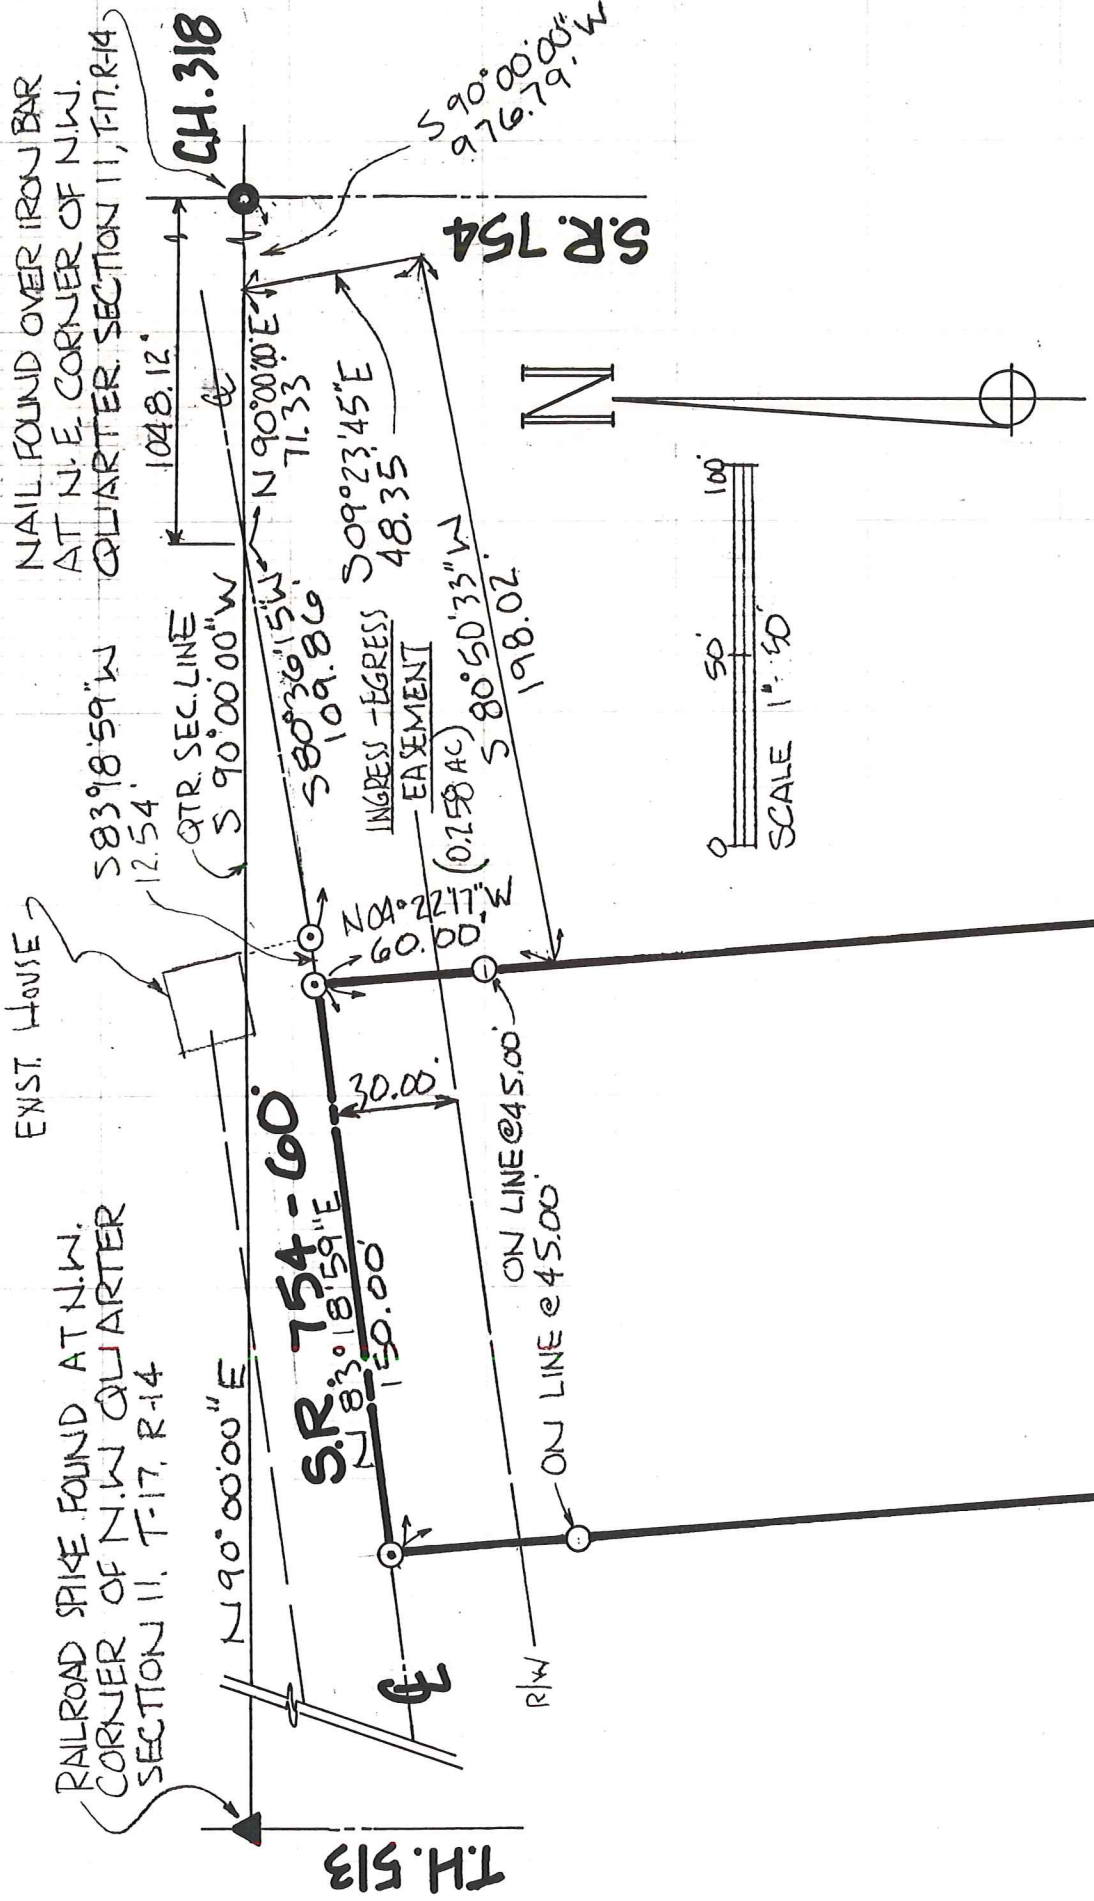 NAIL FOUND OVER IRON BAR
AT N.E. CORNER OF N.W.
QUARTER SECTION 11, T-17, R-14
C.H. 318
1048.12'
S 90°00'00" W
976.79'
S.R. 754
EXIST. HOUSE
S83°18'59"W
12.54'
QTR. SEC. LINE
S 90°00'00" W
℄
N 90°00'00" E
71.33
S80°36'15"W
109.86'
S09°23'45"E
48.35
INGRESS-EGRESS
EASEMENT
(0.258 AC)
S 80°50'33" W
198.02
N04°22'17"W
60.00'
RAILROAD SPIKE FOUND AT N.W.
CORNER OF N.W QUARTER
SECTION 11, T-17, R-14
N 90°00'00" E
S.R. 754-60'
N 83°18'59"E
150.00'
30.00'
ON LINE @ 45.00'
ON LINE @ 45.00'
℄
R/W
T.H. 513
N
0 50' 100'
SCALE 1"=50'